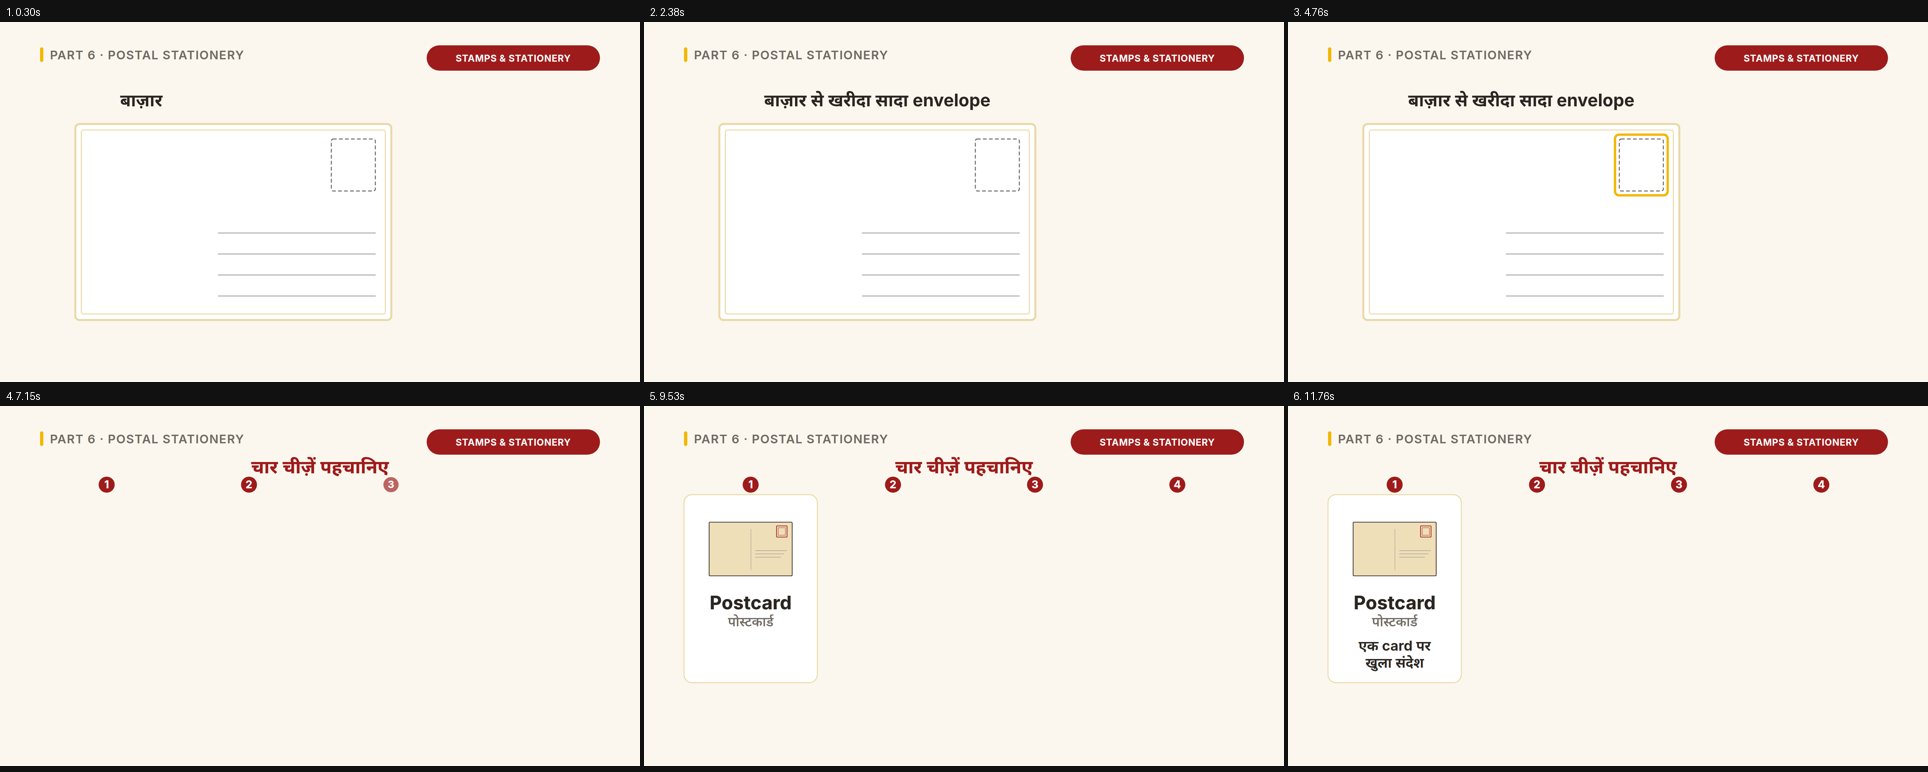 1. 0.30s
PART 6 · POSTAL STATIONERY
STAMPS & STATIONERY
बाज़ार
2. 2.38s
PART 6 · POSTAL STATIONERY
STAMPS & STATIONERY
बाज़ार से खरीदा सादा envelope
3. 4.76s
PART 6 · POSTAL STATIONERY
STAMPS & STATIONERY
बाज़ार से खरीदा सादा envelope
4. 7.15s
PART 6 · POSTAL STATIONERY
STAMPS & STATIONERY
चार चीज़ें पहचानिए
1 2 3
5. 9.53s
PART 6 · POSTAL STATIONERY
STAMPS & STATIONERY
चार चीज़ें पहचानिए
1 2 3 4
Postcard
पोस्टकार्ड
6. 11.76s
PART 6 · POSTAL STATIONERY
STAMPS & STATIONERY
चार चीज़ें पहचानिए
1 2 3 4
Postcard
पोस्टकार्ड
एक card पर
खुला संदेश